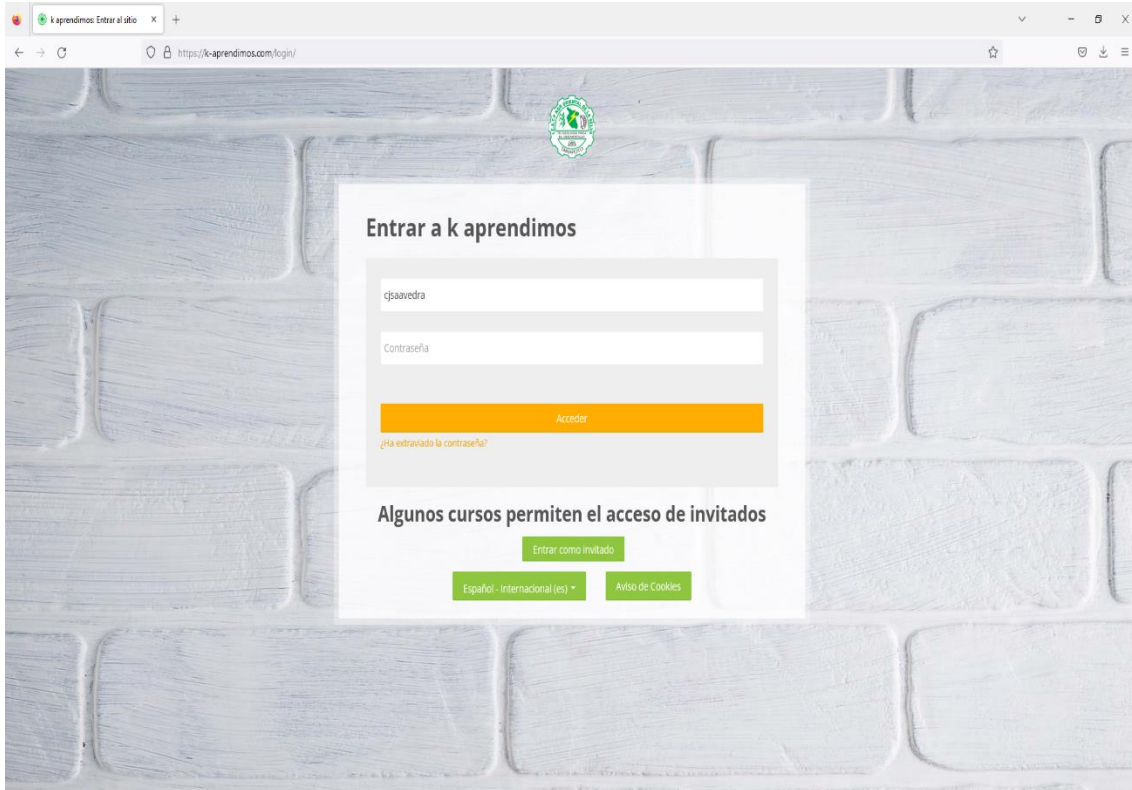 k aprendimos: Entrar al sitio
https://k-aprendimos.com/login/
Entrar a k aprendimos
cjsaavedra
Contraseña
Acceder
¿Ha extraviado la contraseña?
Algunos cursos permiten el acceso de invitados
Entrar como invitado
Español - Internacional (es)
Aviso de Cookies